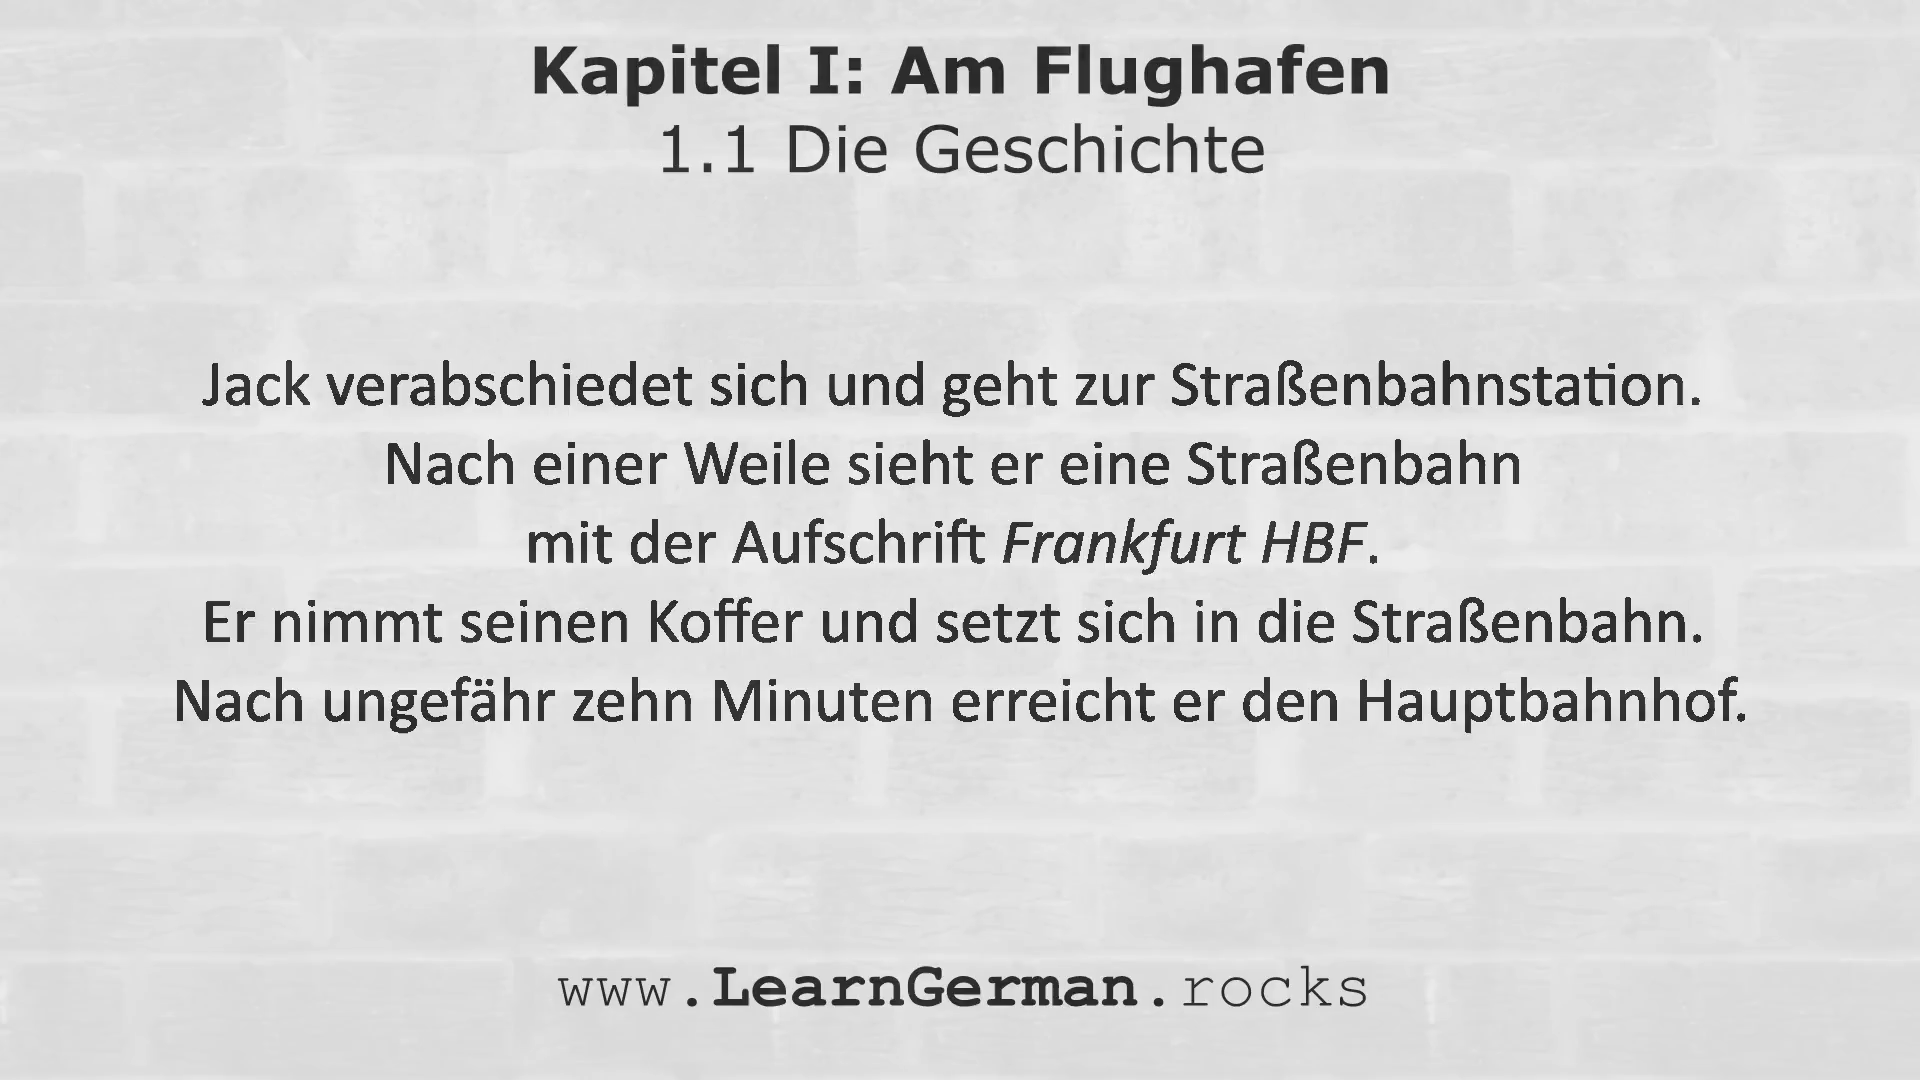 Kapitel I: Am Flughafen
1.1 Die Geschichte
Jack verabschiedet sich und geht zur Straßenbahnstation.
Nach einer Weile sieht er eine Straßenbahn
mit der Aufschrift Frankfurt HBF.
Er nimmt seinen Koffer und setzt sich in die Straßenbahn.
Nach ungefähr zehn Minuten erreicht er den Hauptbahnhof.
www.LearnGerman.rocks